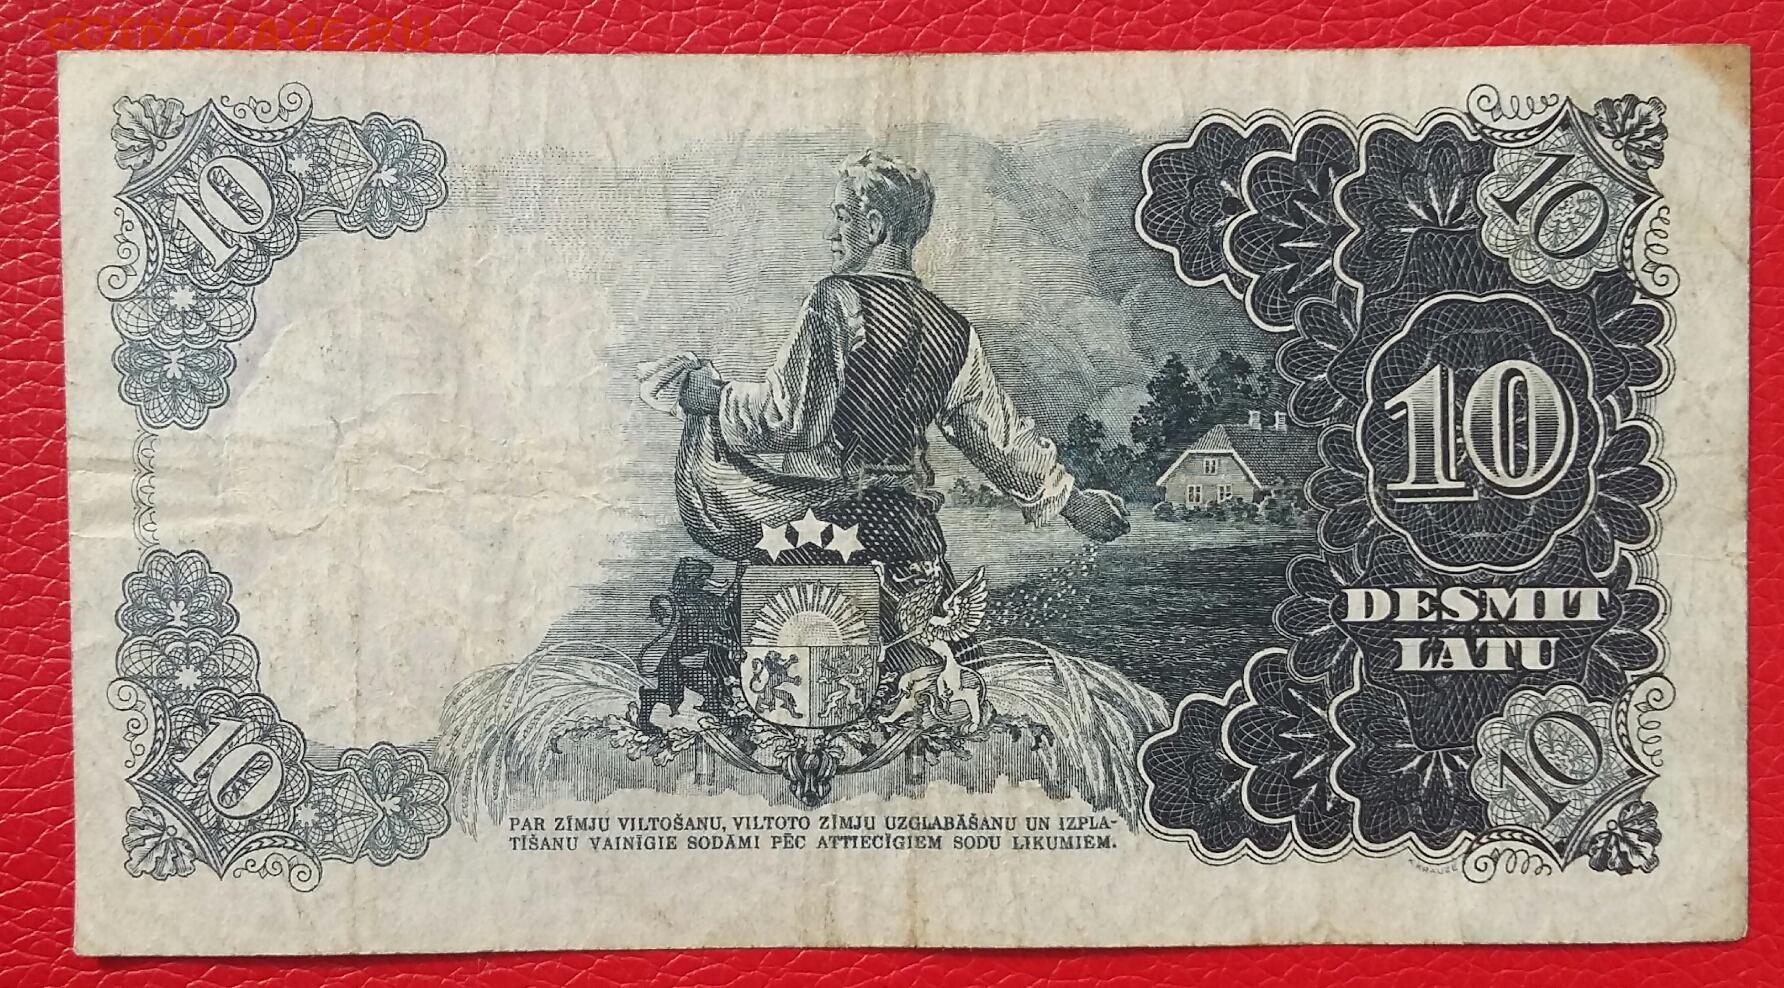 COINS.LAVE.RU
10
10
10
DESMIT
LATU
10
10
PAR ZĪMJU VILTOŠANU, VILTOTO ZĪMJU UZGLABĀŠANU UN IZPLA-
TĪŠANU VAINĪGIE SODĀMI PĒC ATTIECĪGIEM SODU LIKUMIEM.